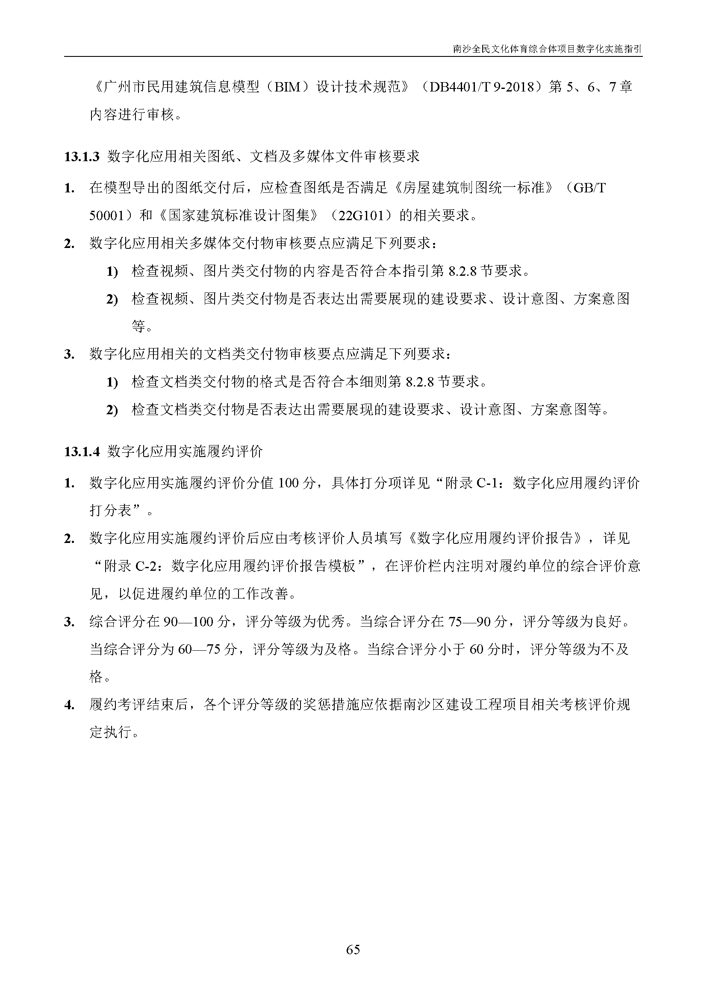 南沙全民文化体育综合体项目数字化实施指引
《广州市民用建筑信息模型（BIM）设计技术规范》（DB4401/T 9-2018）第 5、6、7 章
内容进行审核。
13.1.3 数字化应用相关图纸、文档及多媒体文件审核要求
1. 在模型导出的图纸交付后，应检查图纸是否满足《房屋建筑制图统一标准》（GB/T
50001）和《国家建筑标准设计图集》（22G101）的相关要求。
2. 数字化应用相关多媒体交付物审核要点应满足下列要求：
1) 检查视频、图片类交付物的内容是否符合本指引第 8.2.8 节要求。
2) 检查视频、图片类交付物是否表达出需要展现的建设要求、设计意图、方案意图
等。
3. 数字化应用相关的文档类交付物审核要点应满足下列要求：
1) 检查文档类交付物的格式是否符合本细则第 8.2.8 节要求。
2) 检查文档类交付物是否表达出需要展现的建设要求、设计意图、方案意图等。
13.1.4 数字化应用实施履约评价
1. 数字化应用实施履约评价分值 100 分，具体打分项详见“附录 C-1：数字化应用履约评价
打分表”。
2. 数字化应用实施履约评价后应由考核评价人员填写《数字化应用履约评价报告》，详见
“附录 C-2：数字化应用履约评价报告模板”，在评价栏内注明对履约单位的综合评价意
见，以促进履约单位的工作改善。
3. 综合评分在 90—100 分，评分等级为优秀。当综合评分在 75—90 分，评分等级为良好。
当综合评分为 60—75 分，评分等级为及格。当综合评分小于 60 分时，评分等级为不及
格。
4. 履约考评结束后，各个评分等级的奖惩措施应依据南沙区建设工程项目相关考核评价规
定执行。
65